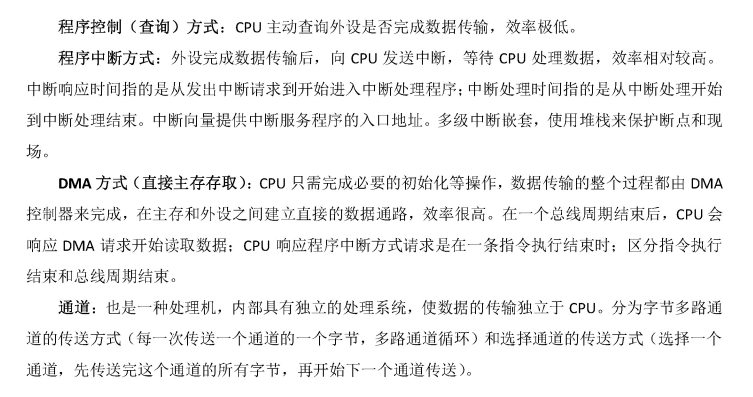 程序控制（查询）方式：CPU 主动查询外设是否完成数据传输，效率极低。
程序中断方式：外设完成数据传输后，向 CPU 发送中断，等待 CPU 处理数据，效率相对较高。
中断响应时间指的是从发出中断请求到开始进入中断处理程序；中断处理时间指的是从中断处理开始
到中断处理结束。中断向量提供中断服务程序的入口地址。多级中断嵌套，使用堆栈来保护断点和现
场。
DMA 方式（直接主存存取）：CPU 只需完成必要的初始化等操作，数据传输的整个过程都由 DMA
控制器来完成，在主存和外设之间建立直接的数据通路，效率很高。在一个总线周期结束后，CPU 会
响应 DMA 请求开始读取数据；CPU 响应程序中断方式请求是在一条指令执行结束时；区分指令执行
结束和总线周期结束。
通道：也是一种处理机，内部具有独立的处理系统，使数据的传输独立于 CPU。分为字节多路通
道的传送方式（每一次传送一个通道的一个字节，多路通道循环）和选择通道的传送方式（选择一个
通道，先传送完这个通道的所有字节，再开始下一个通道传送）。